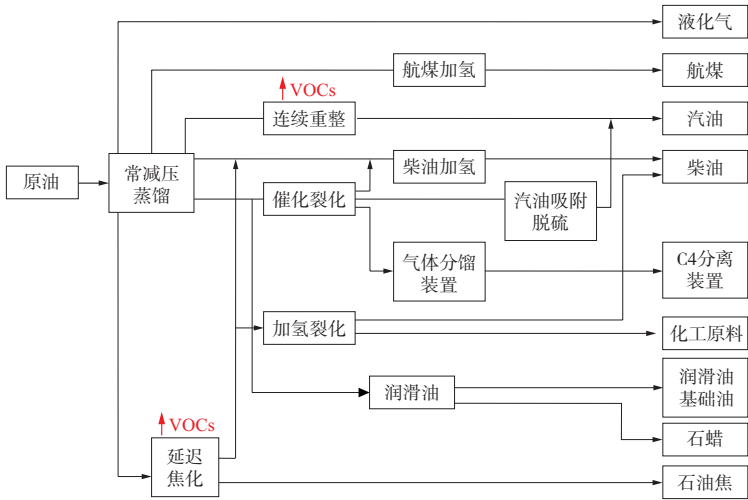 液化气
航煤加氢
航煤
VOCs
连续重整
汽油
柴油加氢
柴油
原油
常减压
蒸馏
催化裂化
汽油吸附
脱硫
气体分馏
装置
C4分离
装置
加氢裂化
化工原料
润滑油
润滑油
基础油
VOCs
石蜡
延迟
焦化
石油焦